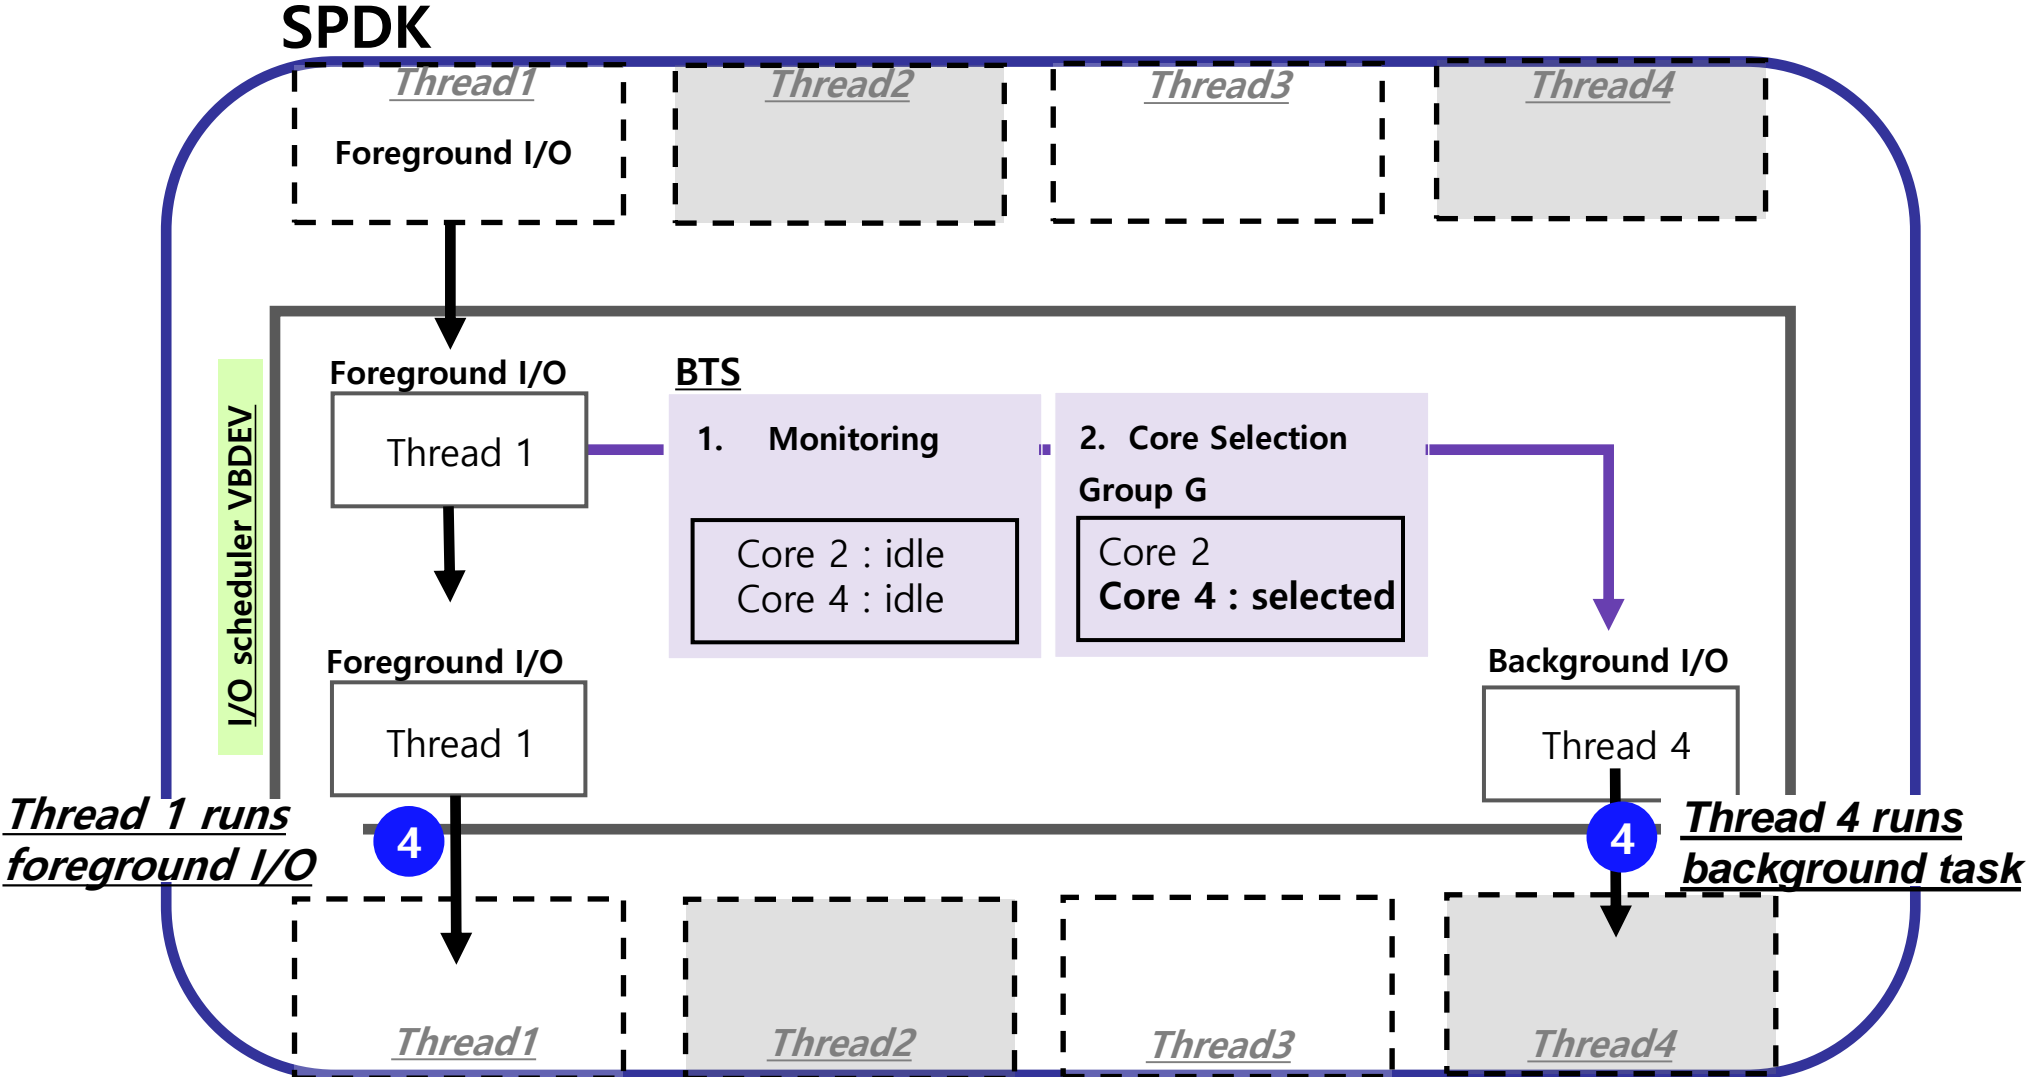 SPDK
Thread1
Thread2
Thread3
Thread4
Foreground I/O
I/O scheduler VBDEV
Foreground I/O
Thread 1
BTS
1. Monitoring
Core 2 : idle
Core 4 : idle
2. Core Selection
Group G
Core 2
Core 4 : selected
Foreground I/O
Thread 1
Background I/O
Thread 4
Thread 1 runs
foreground I/O
4
4
Thread 4 runs
background task
Thread1
Thread2
Thread3
Thread4